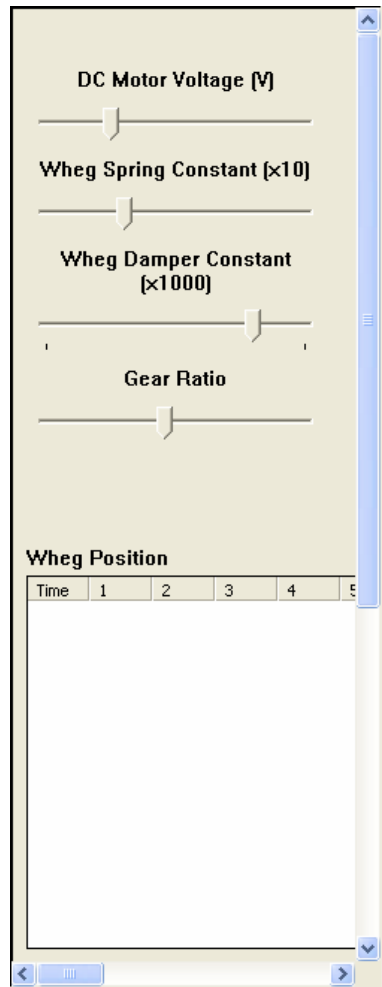 DC Motor Voltage (V)
Wheg Spring Constant (x10)
Wheg Damper Constant
(x1000)
Gear Ratio
Wheg Position
Time 1 2 3 4